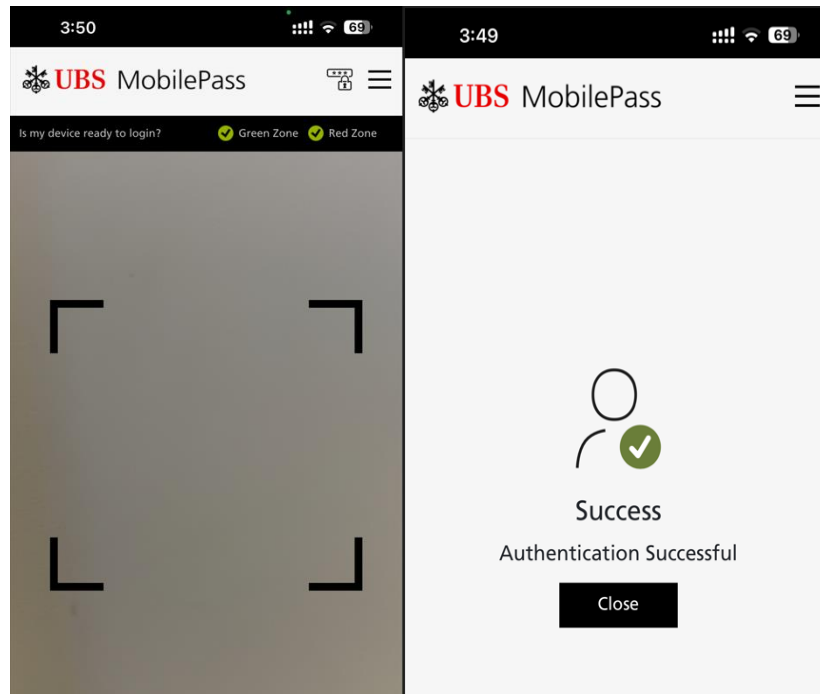 3:50
69
UBS MobilePass
Is my device ready to login? Green Zone Red Zone
3:49
69
UBS MobilePass
Success
Authentication Successful
Close